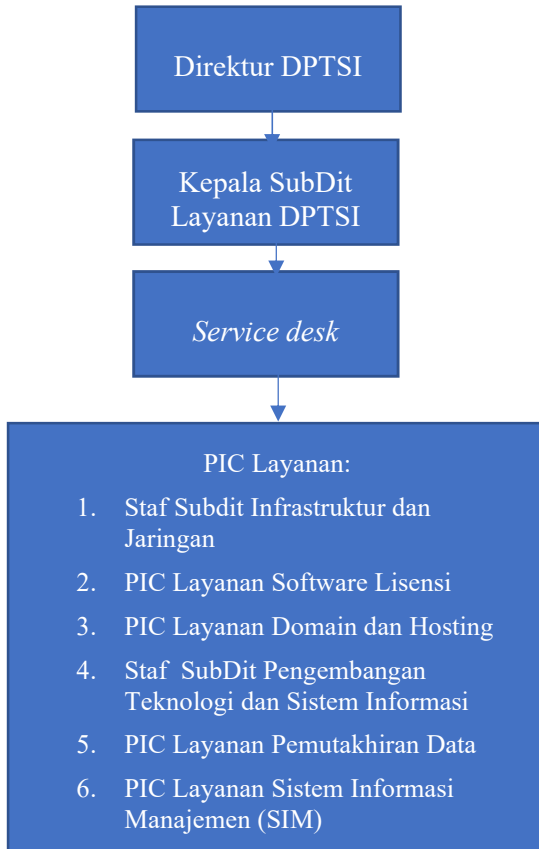 Direktur DPTSI
Kepala SubDit
Layanan DPTSI
Service desk
PIC Layanan:
1. Staf Subdit Infrastruktur dan
Jaringan
2. PIC Layanan Software Lisensi
3. PIC Layanan Domain dan Hosting
4. Staf SubDit Pengembangan
Teknologi dan Sistem Informasi
5. PIC Layanan Pemutakhiran Data
6. PIC Layanan Sistem Informasi
Manajemen (SIM)